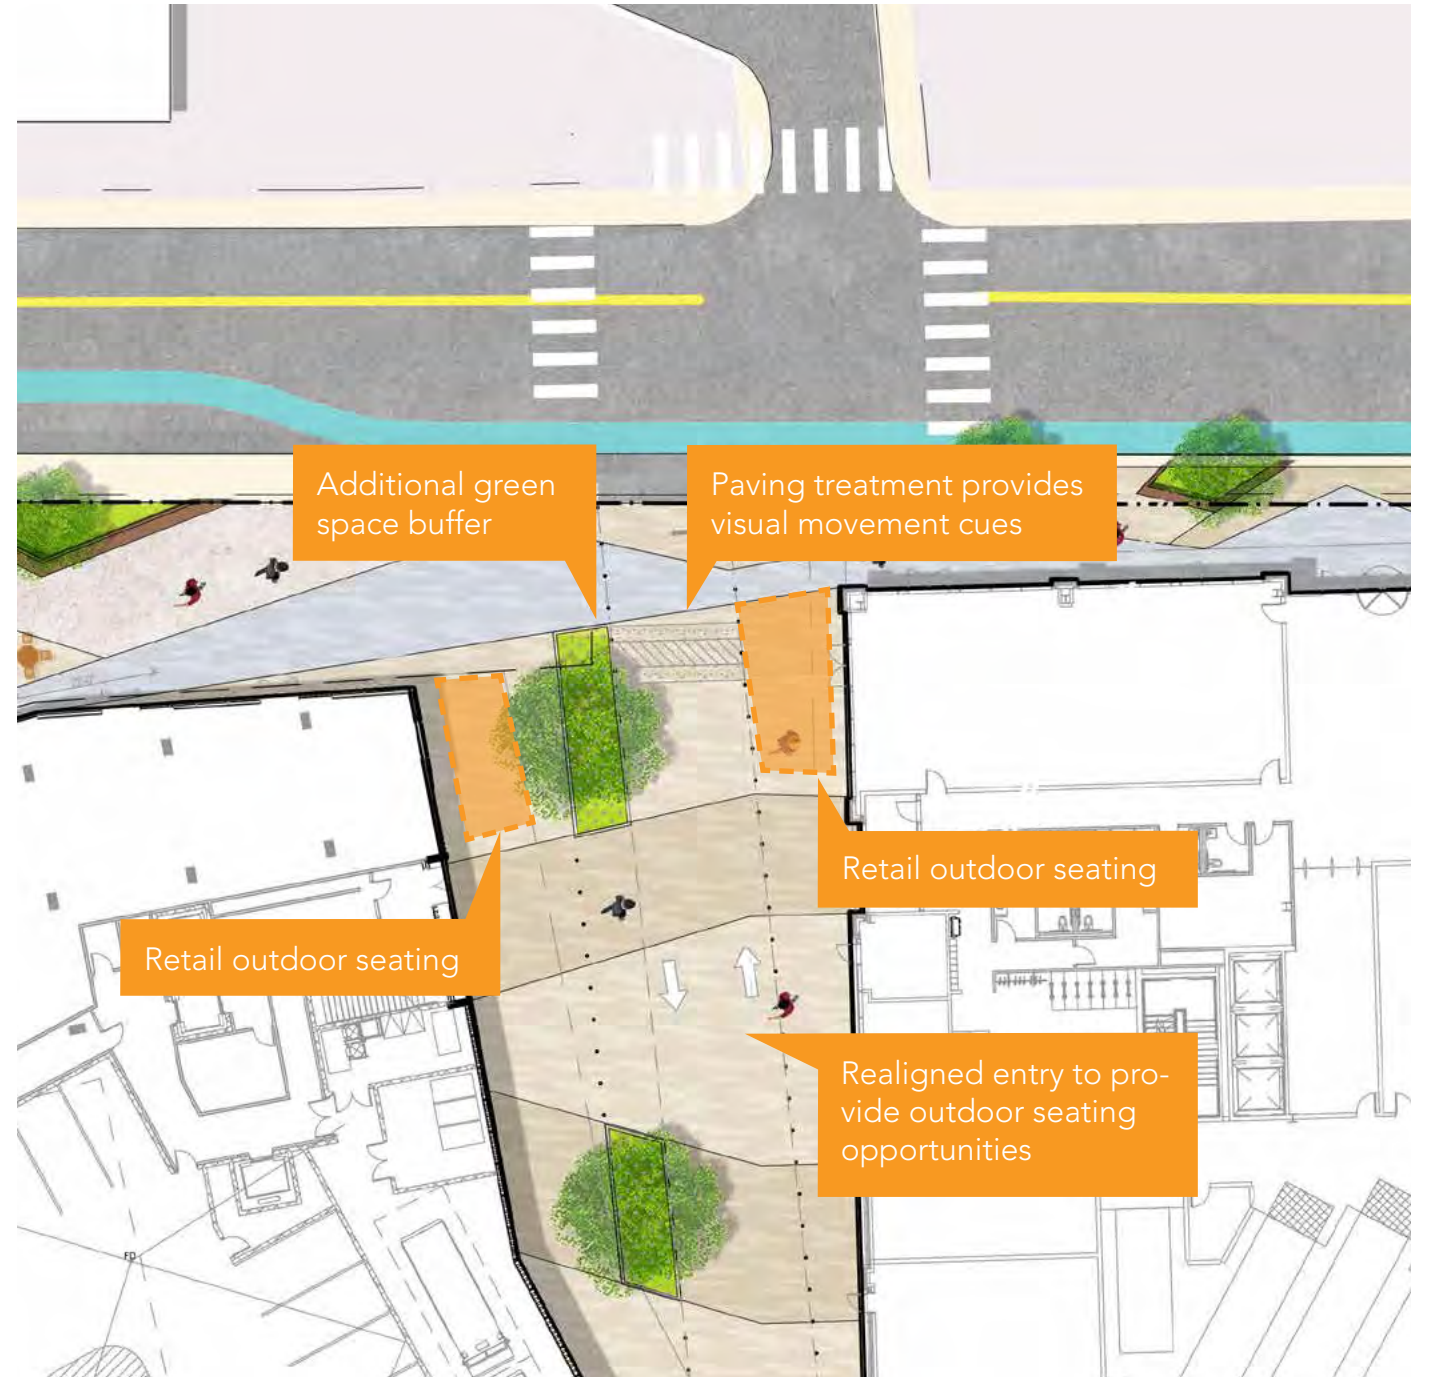 Additional green
space buffer
Paving treatment provides
visual movement cues
Retail outdoor seating
Retail outdoor seating
Realigned entry to pro-
vide outdoor seating
opportunities
FD